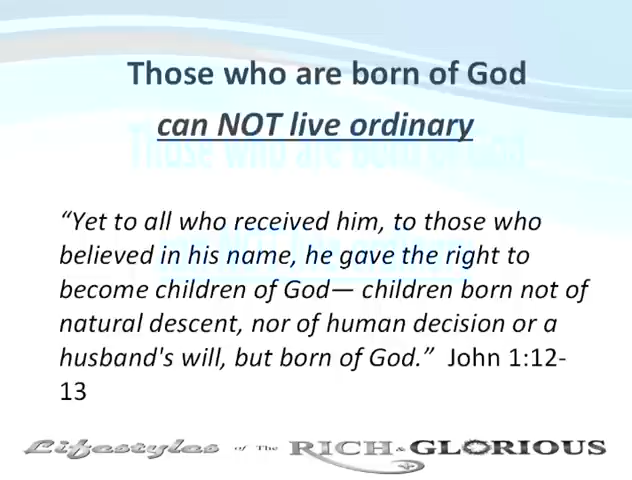 Those who are born of God
can NOT live ordinary
“Yet to all who received him, to those who
believed in his name, he gave the right to
become children of God— children born not of
natural descent, nor of human decision or a
husband's will, but born of God.”  John 1:12-
13
Lifestyles of The RICH & GLORIOUS